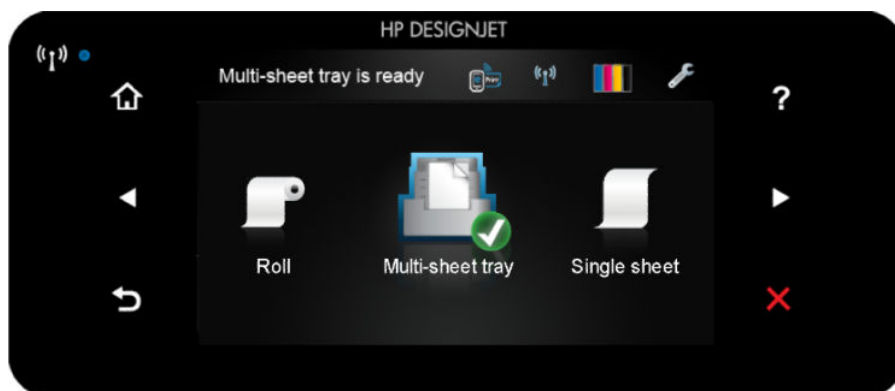 HP DESIGNJET
Multi-sheet tray is ready
?
Roll
Multi-sheet tray
Single sheet